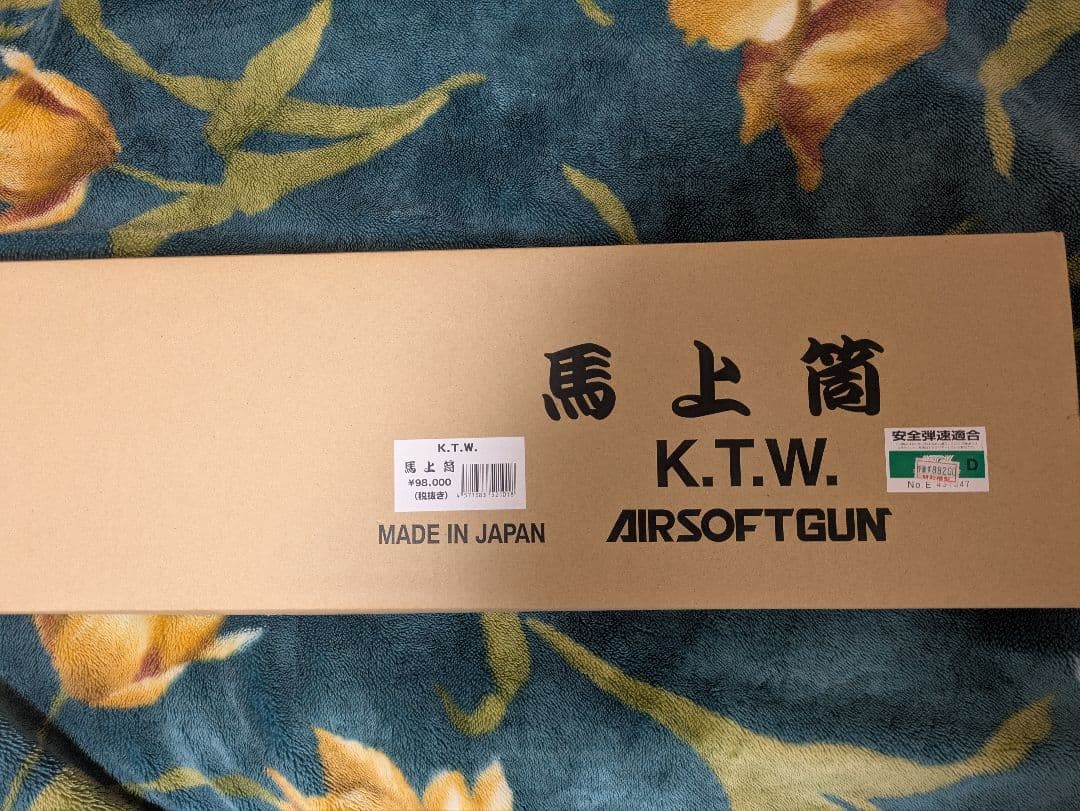 馬上筒
K.T.W.
AIRSOFTGUN
MADE IN JAPAN
K.T.W.
馬上筒
¥98,000
(税抜き)
安全弾速適合
D
No.E